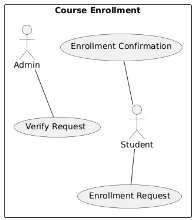 Course Enrollment
Enrollment Confirmation
Admin
Verify Request
Student
Enrollment Request